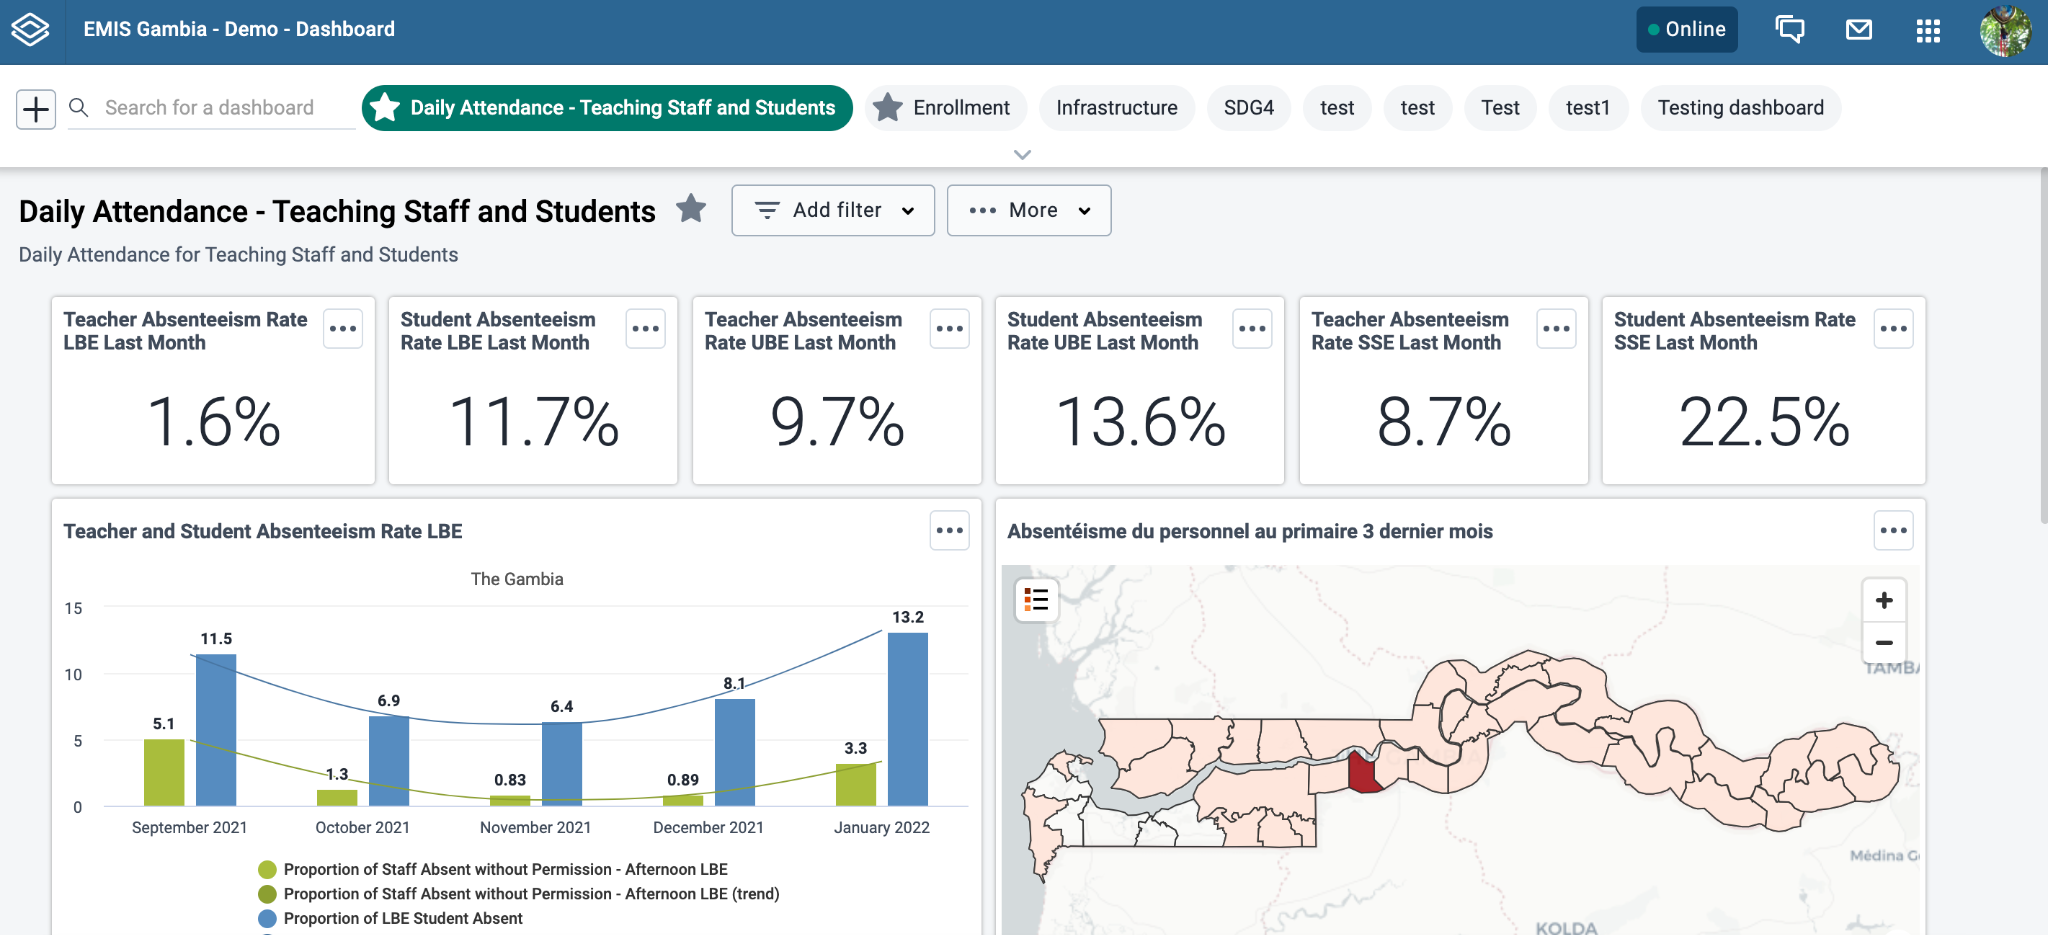 EMIS Gambia - Demo - Dashboard
Online
Search for a dashboard
Daily Attendance - Teaching Staff and Students
Enrollment
Infrastructure
SDG4
test
test
Test
test1
Testing dashboard
Daily Attendance - Teaching Staff and Students
Add filter
More
Daily Attendance for Teaching Staff and Students
Teacher Absenteeism Rate
LBE Last Month
1.6%
Student Absenteeism
Rate LBE Last Month
11.7%
Teacher Absenteeism
Rate UBE Last Month
9.7%
Student Absenteeism
Rate UBE Last Month
13.6%
Teacher Absenteeism
Rate SSE Last Month
8.7%
Student Absenteeism Rate
SSE Last Month
22.5%
Teacher and Student Absenteeism Rate LBE
The Gambia
15
10
5
0
5.1
11.5
1.3
6.9
0.83
6.4
0.89
8.1
3.3
13.2
September 2021
October 2021
November 2021
December 2021
January 2022
Proportion of Staff Absent without Permission - Afternoon LBE
Proportion of Staff Absent without Permission - Afternoon LBE (trend)
Proportion of LBE Student Absent
Absentéisme du personnel au primaire 3 dernier mois
+
−
TAMBA
Médina G
KOLDA